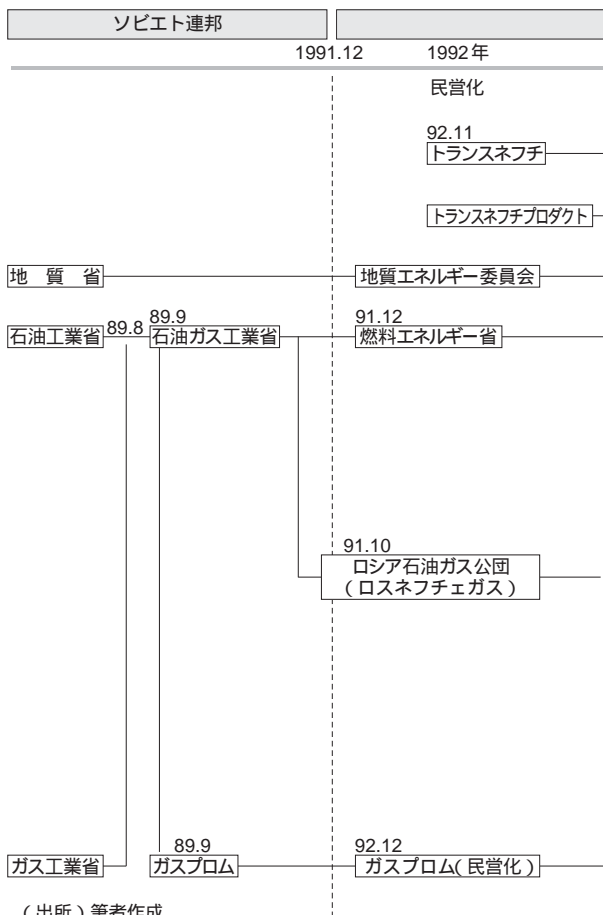 ソビエト連邦
1991.12 1992年
民営化
92.11
トランスネフチ
トランスネフチプロダクト
地 質 省 地質エネルギー委員会
89.8 89.9 91.12
石油工業省 石油ガス工業省 燃料エネルギー省
91.10
ロシア石油ガス公団
(ロスネフチェガス)
89.9 92.12
ガス工業省 ガスプロム ガスプロム(民営化)
(出所)筆者作成